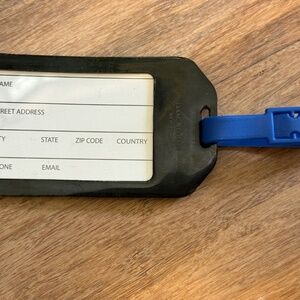 AME
REET ADDRESS
TY STATE ZIP CODE COUNTRY
ONE EMAIL